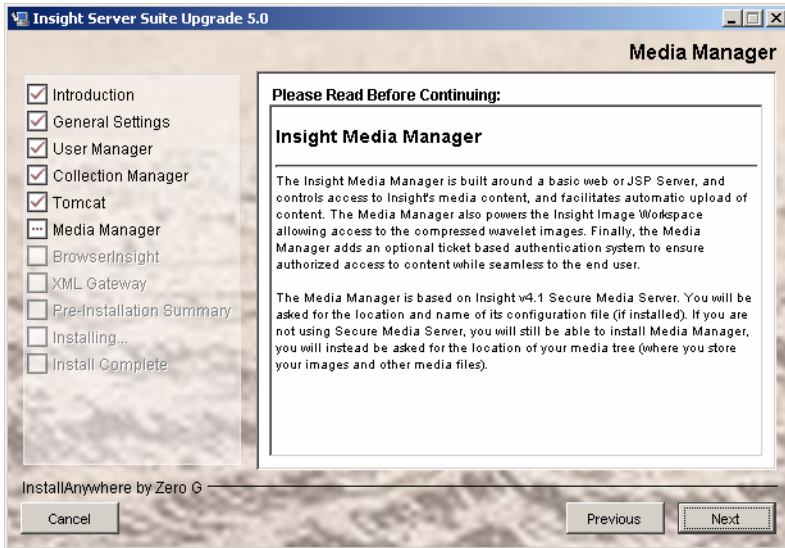 Insight Server Suite Upgrade 5.0
Media Manager
Introduction
General Settings
User Manager
Collection Manager
Tomcat
Media Manager
BrowserInsight
XML Gateway
Pre-Installation Summary
Installing...
Install Complete
Please Read Before Continuing:
Insight Media Manager
The Insight Media Manager is built around a basic web or JSP Server, and
controls access to Insight's media content, and facilitates automatic upload of
content. The Media Manager also powers the Insight Image Workspace
allowing access to the compressed wavelet images. Finally, the Media
Manager adds an optional ticket based authentication system to ensure
authorized access to content while seamless to the end user.
The Media Manager is based on Insight v4.1 Secure Media Server. You will be
asked for the location and name of its configuration file (if installed). If you are
not using Secure Media Server, you will still be able to install Media Manager,
you will instead be asked for the location of your media tree (where you store
your images and other media files).
InstallAnywhere by Zero G
Cancel
Previous
Next